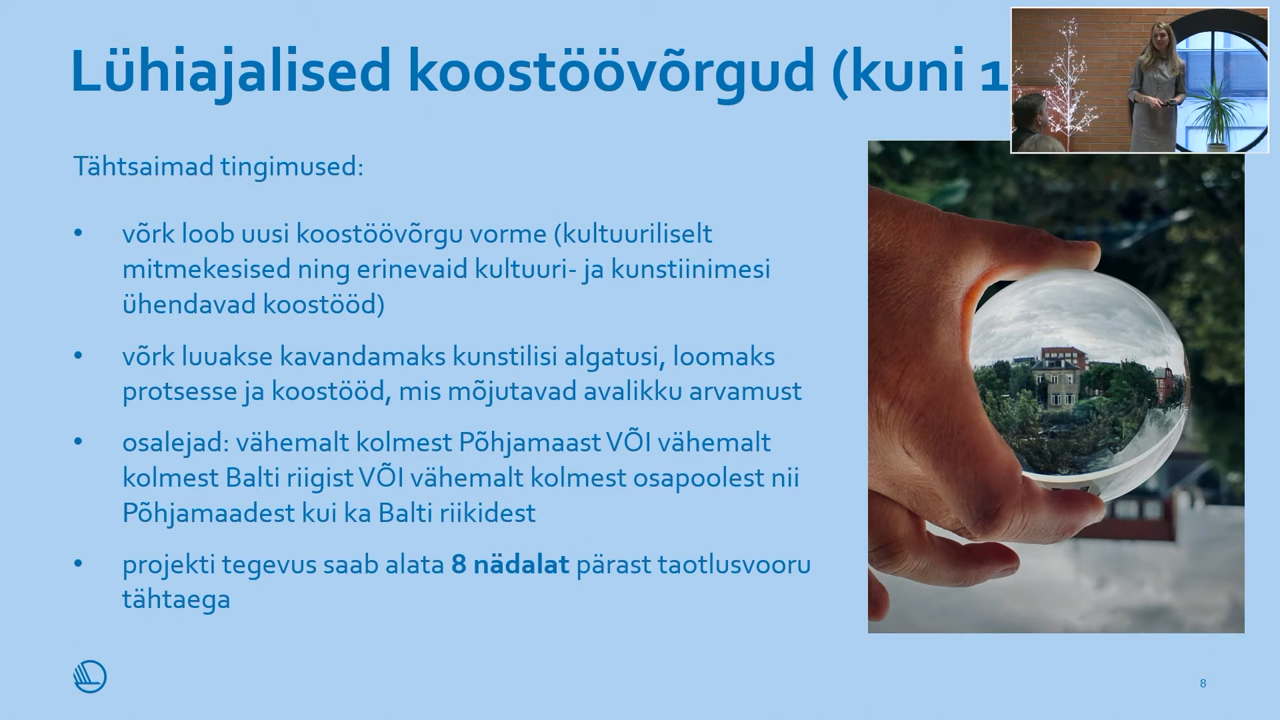 Lühiajalised koostöövõrgud (kuni 1
Tähtsaimad tingimused:
• võrk loob uusi koostöövõrgu vorme (kultuuriliselt
mitmekesised ning erinevaid kultuuri- ja kunstiinimesi
ühendavad koostööd)
• võrk luuakse kavandamaks kunstilisi algatusi, loomaks
protsesse ja koostööd, mis mõjutavad avalikku arvamust
• osalejad: vähemalt kolmest Põhjamaast VÕI vähemalt
kolmest Balti riigist VÕI vähemalt kolmest osapoolest nii
Põhjamaadest kui ka Balti riikidest
• projekti tegevus saab alata 8 nädalat pärast taotlusvooru
tähtaega
8